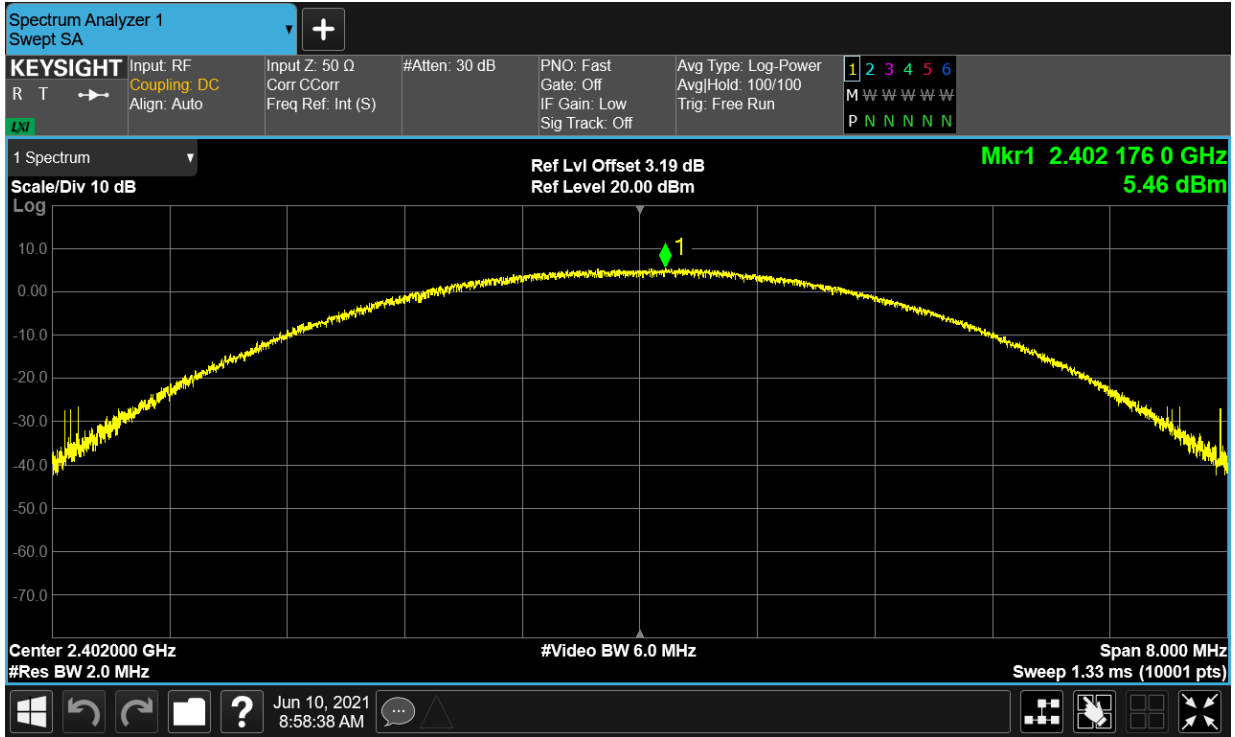 Spectrum Analyzer 1
Swept SA
KEYSIGHT
R T
LXI
Input: RF
Coupling: DC
Align: Auto
Input Z: 50 Ω
Corr CCorr
Freq Ref: Int (S)
#Atten: 30 dB
PNO: Fast
Gate: Off
IF Gain: Low
Sig Track: Off
Avg Type: Log-Power
Avg|Hold: 100/100
Trig: Free Run
1 2 3 4 5 6
M W W W W W
P N N N N N
1 Spectrum
Scale/Div 10 dB
Log
Ref Lvl Offset 3.19 dB
Ref Level 20.00 dBm
Mkr1 2.402 176 0 GHz
5.46 dBm
1
10.0
0.00
-10.0
-20.0
-30.0
-40.0
-50.0
-60.0
-70.0
Center 2.402000 GHz
#Res BW 2.0 MHz
#Video BW 6.0 MHz
Span 8.000 MHz
Sweep 1.33 ms (10001 pts)
?
Jun 10, 2021
8:58:38 AM